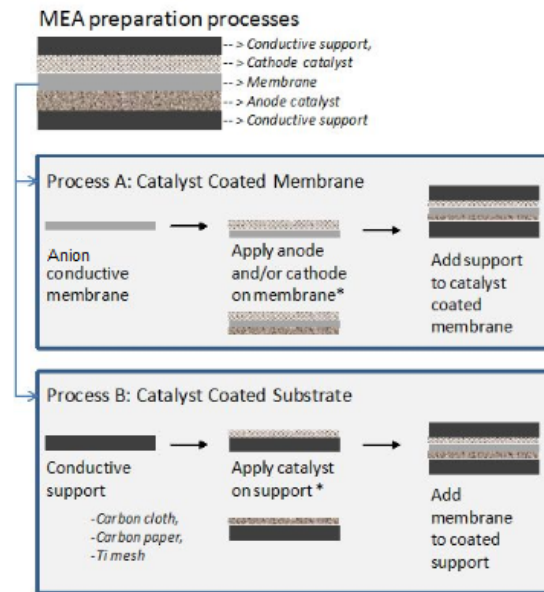 MEA preparation processes
-- > Conductive support,
-- > Cathode catalyst
-- > Membrane
-- > Anode catalyst
-- > Conductive support
Process A: Catalyst Coated Membrane
Anion
conductive
membrane
Apply anode
and/or cathode
on membrane*
Add support
to catalyst
coated
membrane
Process B: Catalyst Coated Substrate
Conductive
support
-Carbon cloth,
-Carbon paper,
-Ti mesh
Apply catalyst
on support *
Add
membrane
to coated
support